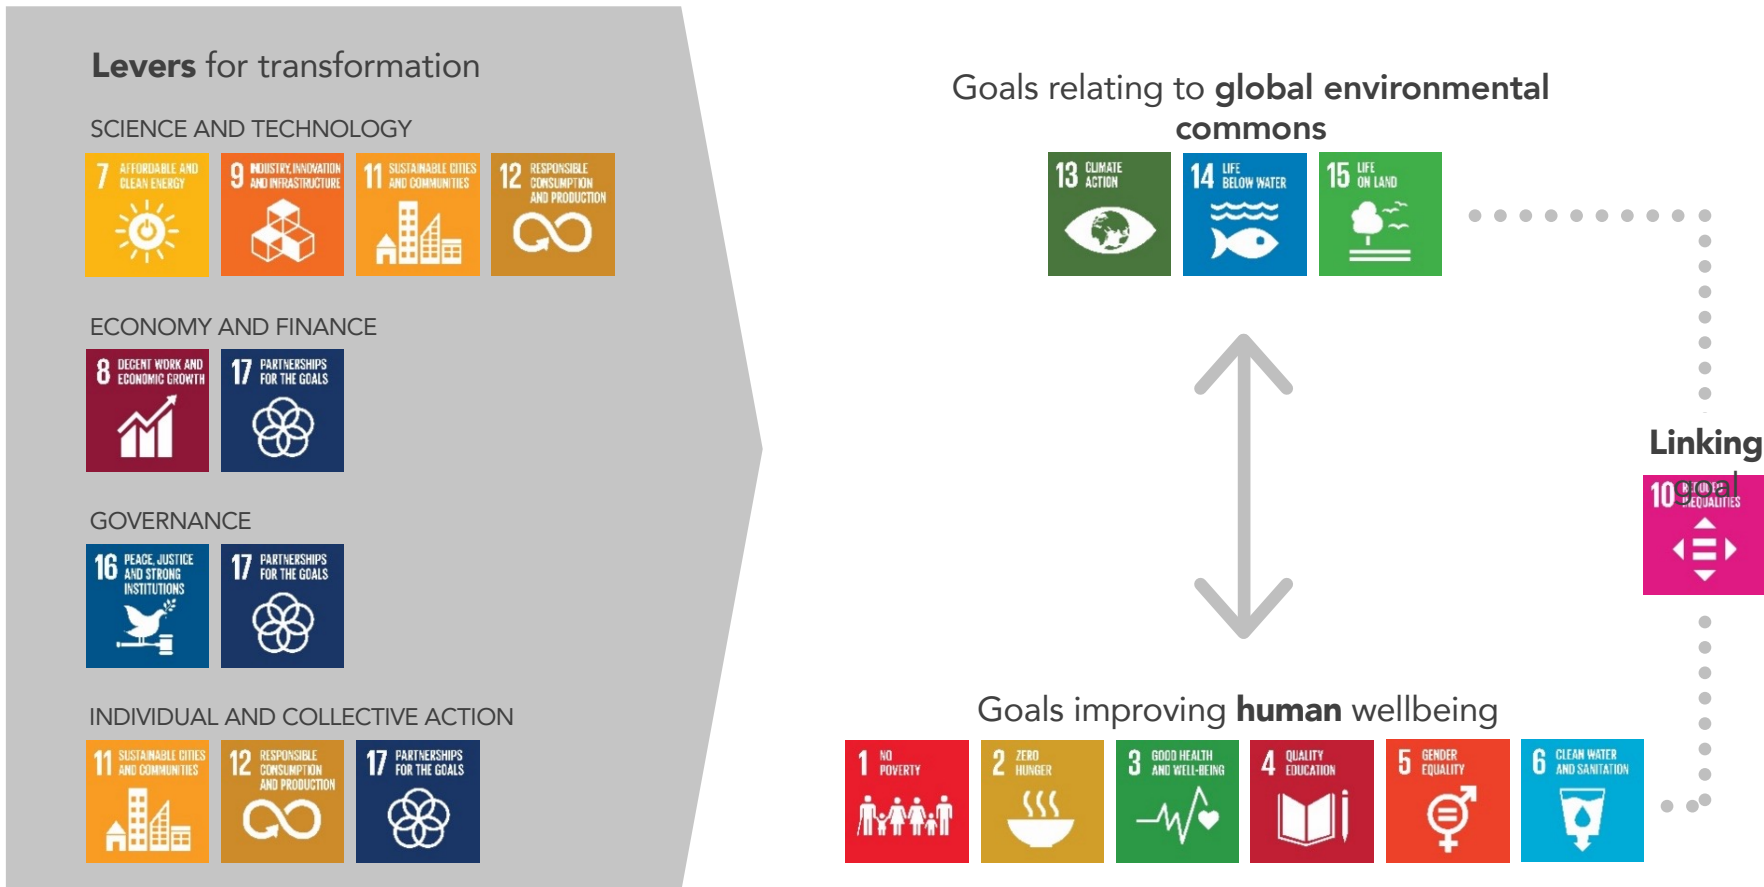 Levers for transformation
SCIENCE AND TECHNOLOGY
7 AFFORDABLE AND
CLEAN ENERGY
9 INDUSTRY, INNOVATION
AND INFRASTRUCTURE
11 SUSTAINABLE CITIES
AND COMMUNITIES
12 RESPONSIBLE
CONSUMPTION
AND PRODUCTION
ECONOMY AND FINANCE
8 DECENT WORK AND
ECONOMIC GROWTH
17 PARTNERSHIPS
FOR THE GOALS
GOVERNANCE
16 PEACE, JUSTICE
AND STRONG
INSTITUTIONS
17 PARTNERSHIPS
FOR THE GOALS
INDIVIDUAL AND COLLECTIVE ACTION
11 SUSTAINABLE CITIES
AND COMMUNITIES
12 RESPONSIBLE
CONSUMPTION
AND PRODUCTION
17 PARTNERSHIPS
FOR THE GOALS
Goals relating to global environmental
commons
13 CLIMATE
ACTION
14 LIFE
BELOW WATER
15 LIFE
ON LAND
Linking
goal
10 REDUCED
INEQUALITIES
Goals improving human wellbeing
1 NO
POVERTY
2 ZERO
HUNGER
3 GOOD HEALTH
AND WELL-BEING
4 QUALITY
EDUCATION
5 GENDER
EQUALITY
6 CLEAN WATER
AND SANITATION